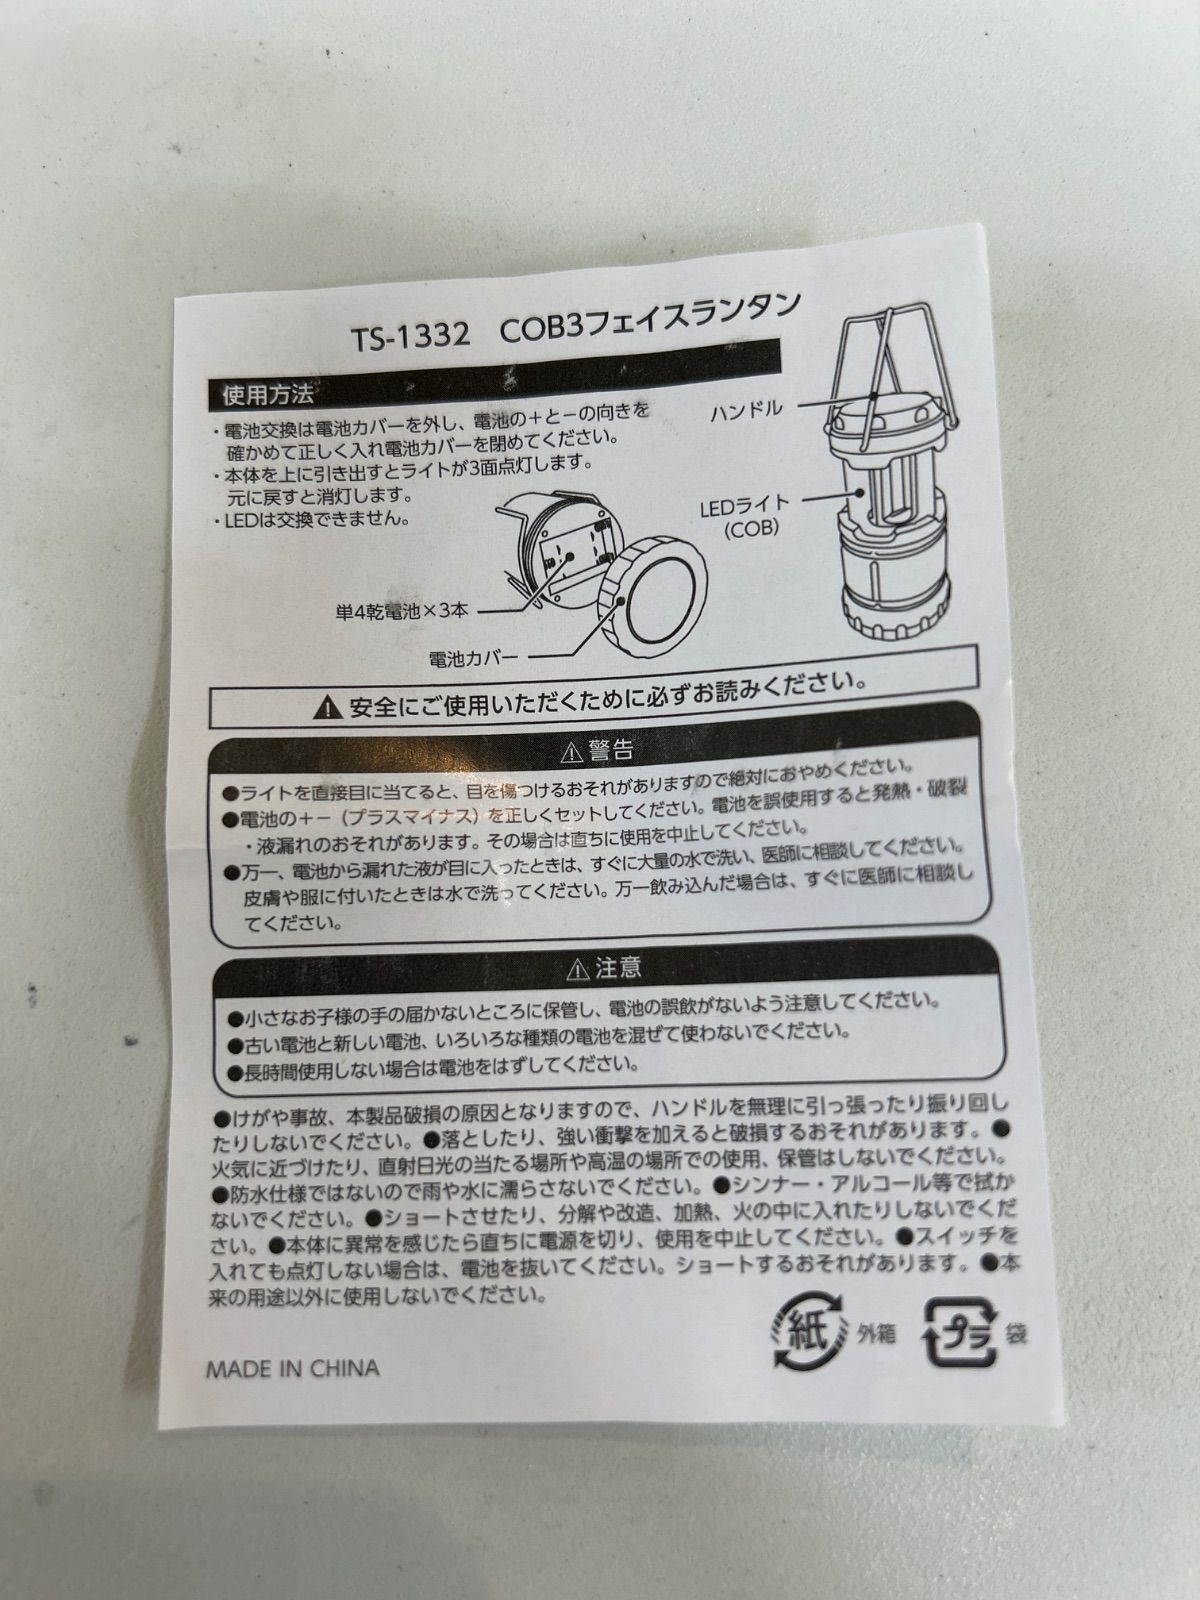 TS-1332　COB3フェイスランタン
使用方法
・電池交換は電池カバーを外し、電池の＋と−の向きを
確かめて正しく入れ電池カバーを閉めてください。
・本体を上に引き出すとライトが3面点灯します。
元に戻すと消灯します。
・LEDは交換できません。
ハンドル
LEDライト
(COB)
単4乾電池×3本
電池カバー
⚠安全にご使用いただくために必ずお読みください。
⚠警告
●ライトを直接目に当てると、目を傷つけるおそれがありますので絶対におやめください。
●電池の＋−（プラスマイナス）を正しくセットしてください。電池を誤使用すると発熱・破裂
・液漏れのおそれがあります。その場合は直ちに使用を中止してください。
●万一、電池から漏れた液が目に入ったときは、すぐに大量の水で洗い、医師に相談してください。
皮膚や服に付いたときは水で洗ってください。万一飲み込んだ場合は、すぐに医師に相談し
てください。
⚠注意
●小さなお子様の手の届かないところに保管し、電池の誤飲がないよう注意してください。
●古い電池と新しい電池、いろいろな種類の電池を混ぜて使わないでください。
●長時間使用しない場合は電池をはずしてください。
●けがや事故、本製品破損の原因となりますので、ハンドルを無理に引っ張ったり振り回し
たりしないでください。●落としたり、強い衝撃を加えると破損するおそれがあります。●
火気に近づけたり、直射日光の当たる場所や高温の場所での使用、保管はしないでください。
●防水仕様ではないので雨や水に濡らさないでください。●シンナー・アルコール等で拭か
ないでください。●ショートさせたり、分解や改造、加熱、火の中に入れたりしないでくだ
さい。●本体に異常を感じたら直ちに電源を切り、使用を中止してください。●スイッチを
入れても点灯しない場合は、電池を抜いてください。ショートするおそれがあります。●本
来の用途以外に使用しないでください。
紙 外箱 プラ 袋
MADE IN CHINA